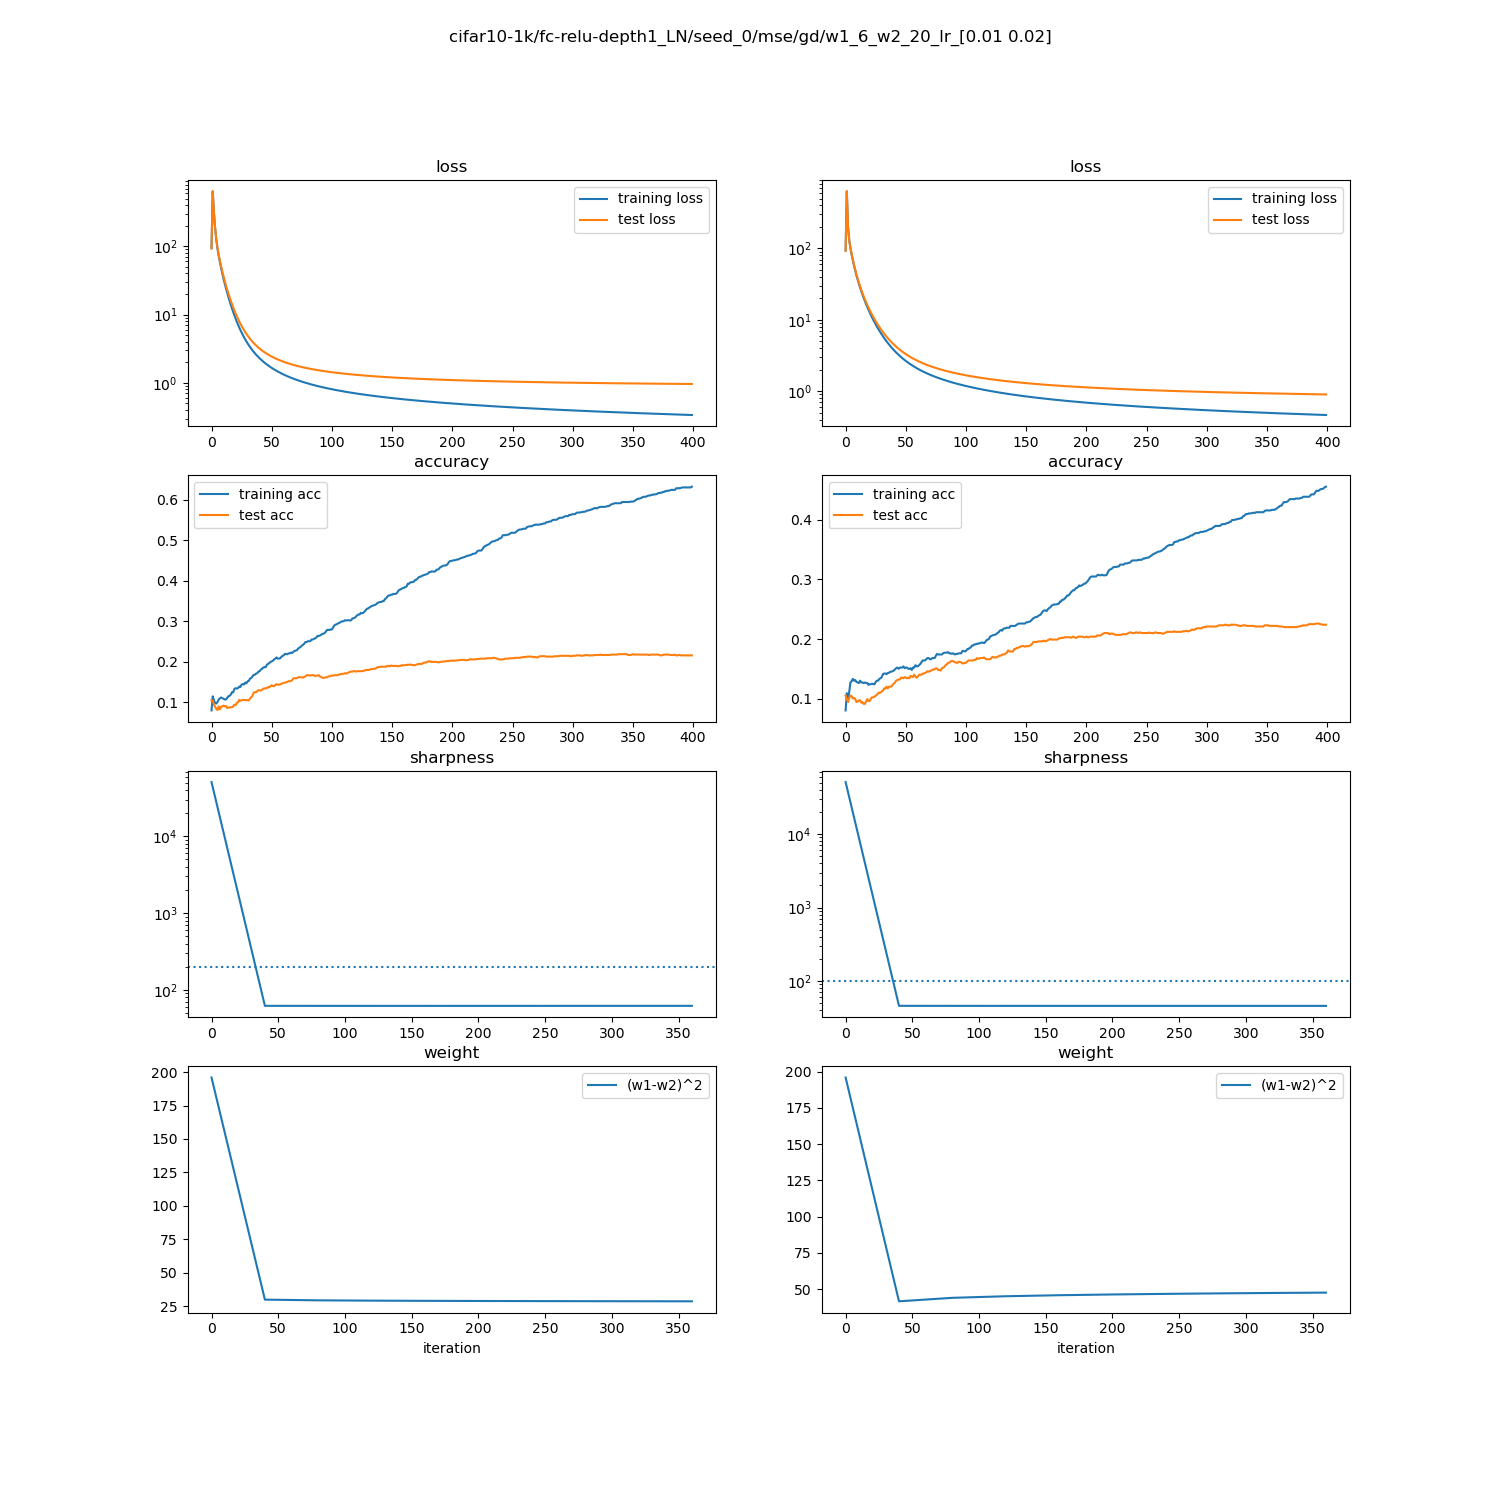 cifar10-1k/fc-relu-depth1_LN/seed_0/mse/gd/w1_6_w2_20_lr_[0.01 0.02]
loss
training loss
test loss
10^2
10^1
10^0
0 50 100 150 200 250 300 350 400
loss
training loss
test loss
10^2
10^1
10^0
0 50 100 150 200 250 300 350 400
accuracy
training acc
test acc
0.6
0.5
0.4
0.3
0.2
0.1
0 50 100 150 200 250 300 350 400
accuracy
training acc
test acc
0.4
0.3
0.2
0.1
0 50 100 150 200 250 300 350 400
sharpness
10^4
10^3
10^2
0 50 100 150 200 250 300 350
sharpness
10^4
10^3
10^2
0 50 100 150 200 250 300 350
weight
(w1-w2)^2
200
175
150
125
100
75
50
25
0 50 100 150 200 250 300 350
iteration
weight
(w1-w2)^2
200
175
150
125
100
75
50
0 50 100 150 200 250 300 350
iteration